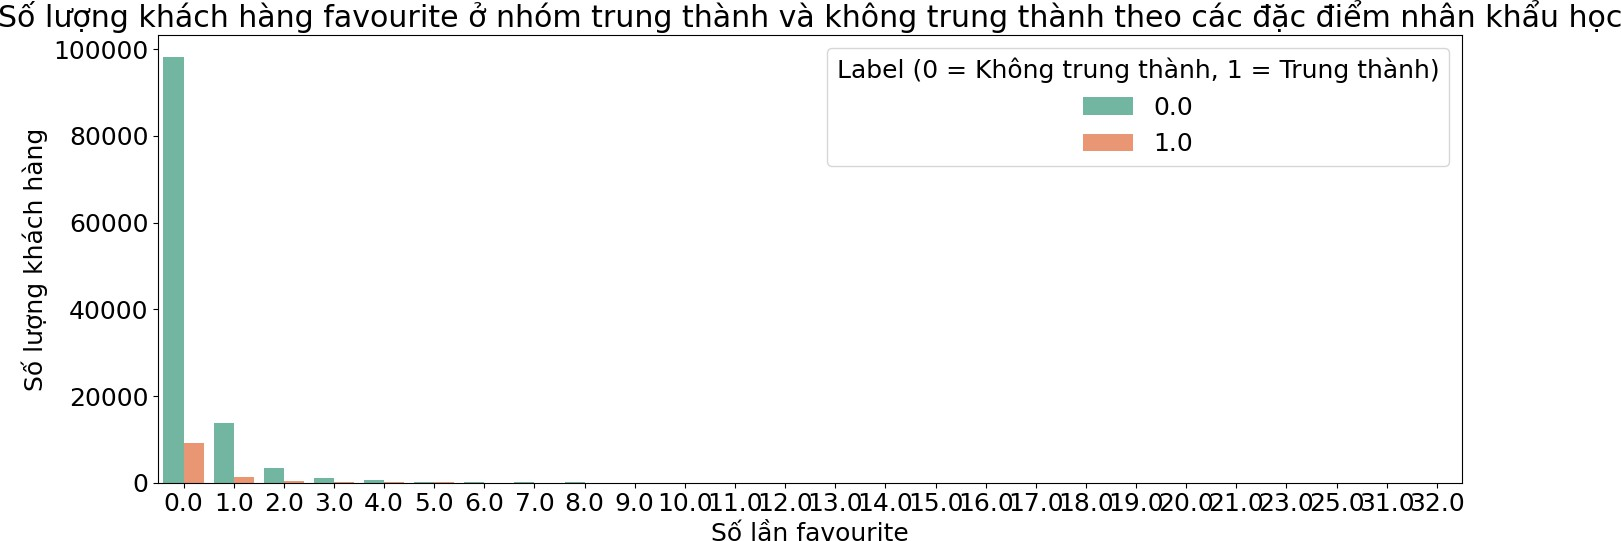 Số lượng khách hàng favourite ở nhóm trung thành và không trung thành theo các đặc điểm nhân khẩu học
Label (0 = Không trung thành, 1 = Trung thành)
0.0
1.0
Số lượng khách hàng
100000
80000
60000
40000
20000
0
0.0 1.0 2.0 3.0 4.0 5.0 6.0 7.0 8.0 9.0 10.0 11.0 12.0 13.0 14.0 15.0 16.0 17.0 18.0 19.0 20.0 21.0 23.0 25.0 31.0 32.0
Số lần favourite